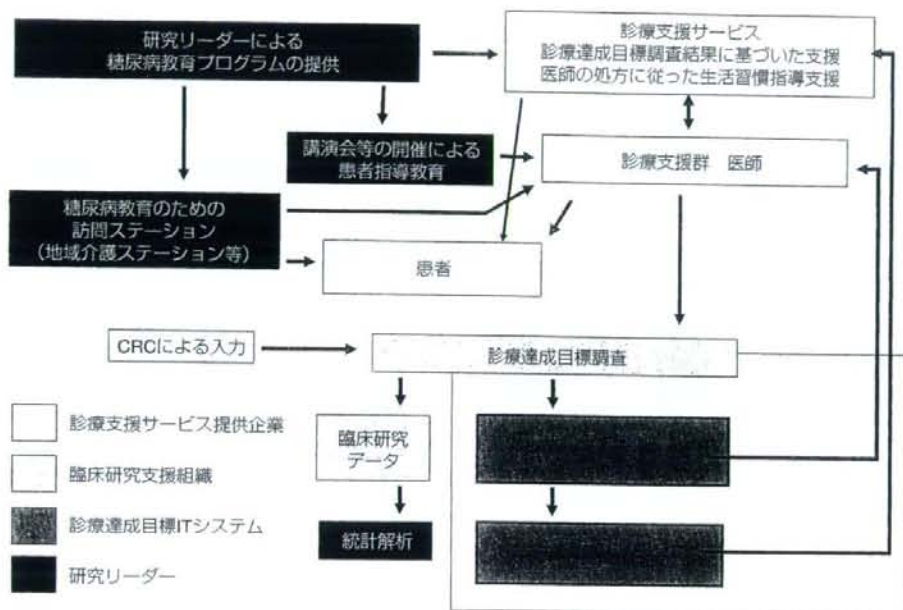 研究リーダーによる
糖尿病教育プログラムの提供
診療支援サービス
診療達成目標調査結果に基づいた支援
医師の処方に従った生活習慣指導支援
講演会等の開催による
患者指導教育
診療支援群 医師
糖尿病教育のための
訪問ステーション
（地域介護ステーション等）
患者
CRCによる入力
診療達成目標調査
臨床研究
データ
統計解析
診療支援サービス提供企業
臨床研究支援組織
診療達成目標ITシステム
研究リーダー